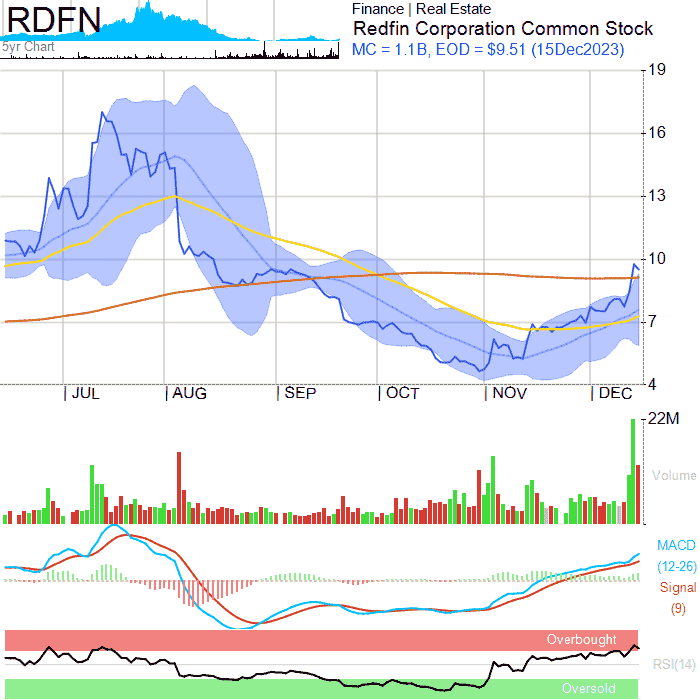 RDFN
5yr Chart
Finance | Real Estate
Redfin Corporation Common Stock
MC = 1.1B, EOD = $9.51 (15Dec2023)
19
16
13
10
7
4
JUL AUG SEP OCT NOV DEC
22M
Volume
MACD
(12-26)
Signal
(9)
Overbought
RSI(14)
Oversold